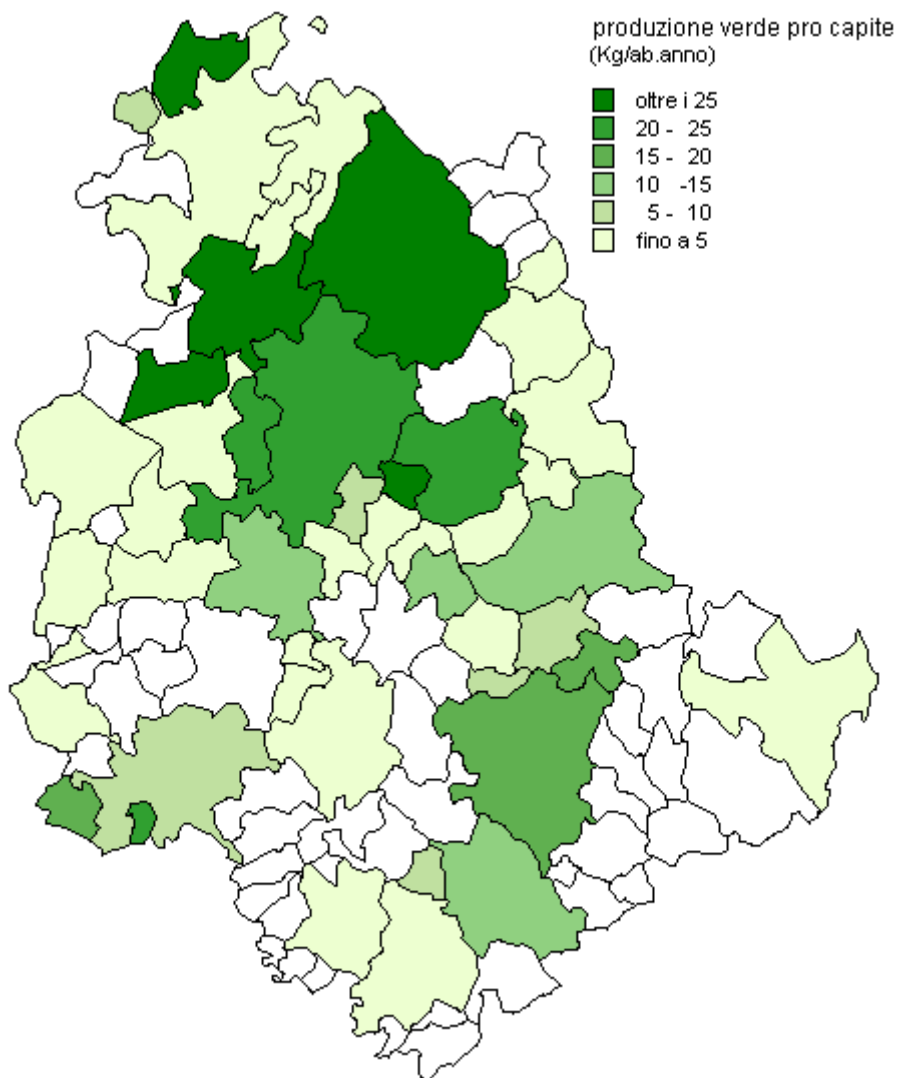 produzione verde pro capite
(Kg/ab.anno)
oltre i 25
20 - 25
15 - 20
10 -15
5 - 10
fino a 5